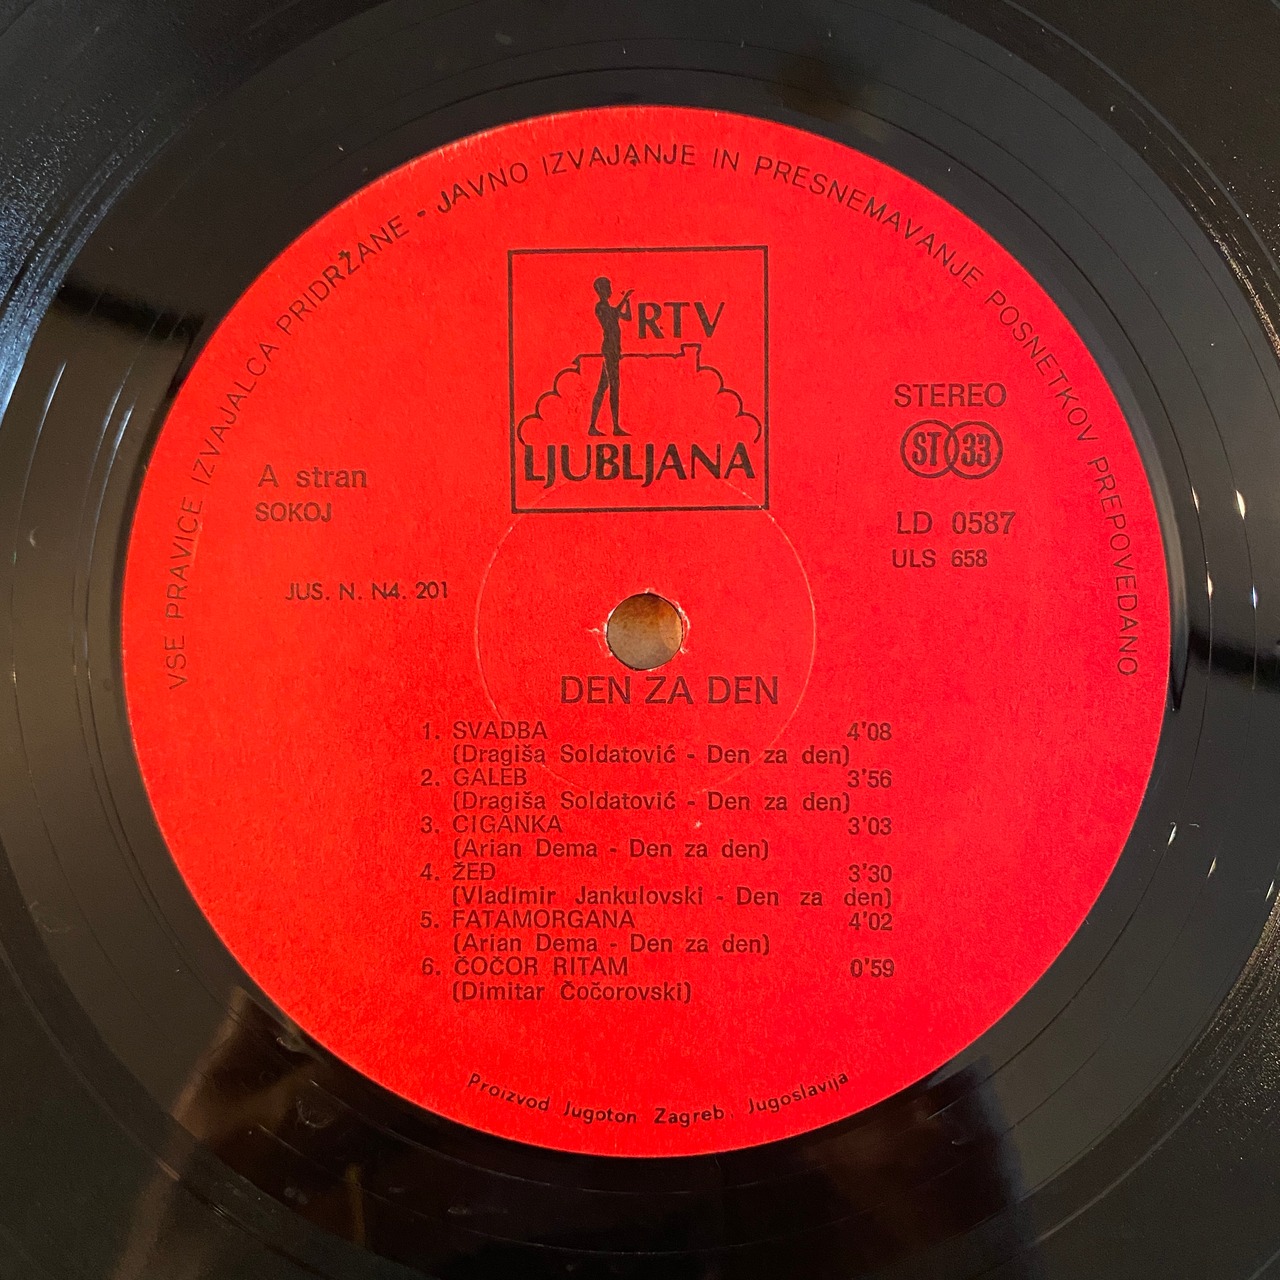 VSE PRAVICE IZVAJALCA PRIDRŽANE - JAVNO IZVAJANJE IN PRESNEMAVANJE POSNETKOV PREPOVEDANO
RTV
LJUBLJANA
STEREO
ST 33
A stran
SOKOJ
LD 0587
ULS 658
JUS. N. N4. 201
DEN ZA DEN
1. SVADBA 4'08
(Dragiša Soldatović - Den za den)
2. GALEB 3'56
(Dragiša Soldatović - Den za den)
3. CIGANKA 3'03
(Arian Dema - Den za den)
4. ŽEĐ 3'30
(Vladimir Jankulovski - Den za den)
5. FATAMORGANA 4'02
(Arian Dema - Den za den)
6. ČOČOR RITAM 0'59
(Dimitar Čočorovski)
Proizvod Jugoton Zagreb, Jugoslavija